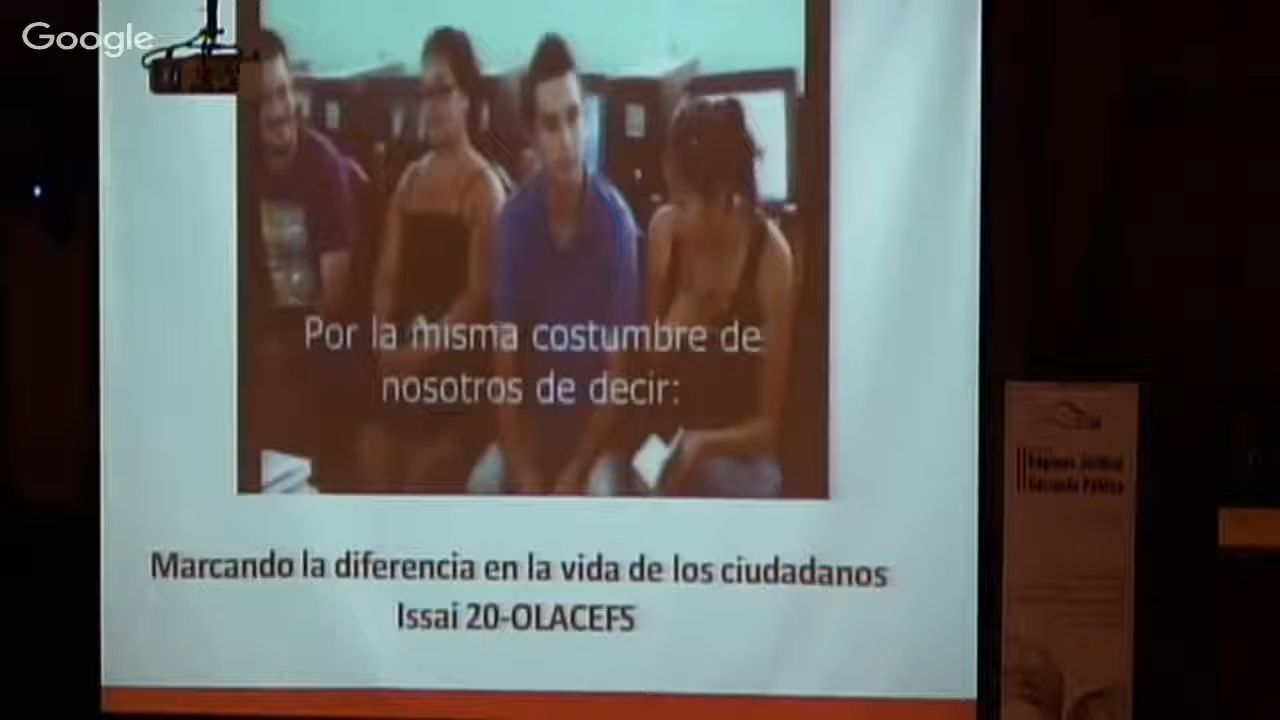 Google
Por la misma costumbre de
nosotros de decir:
Marcando la diferencia en la vida de los ciudadanos
Issai 20-OLACEFS